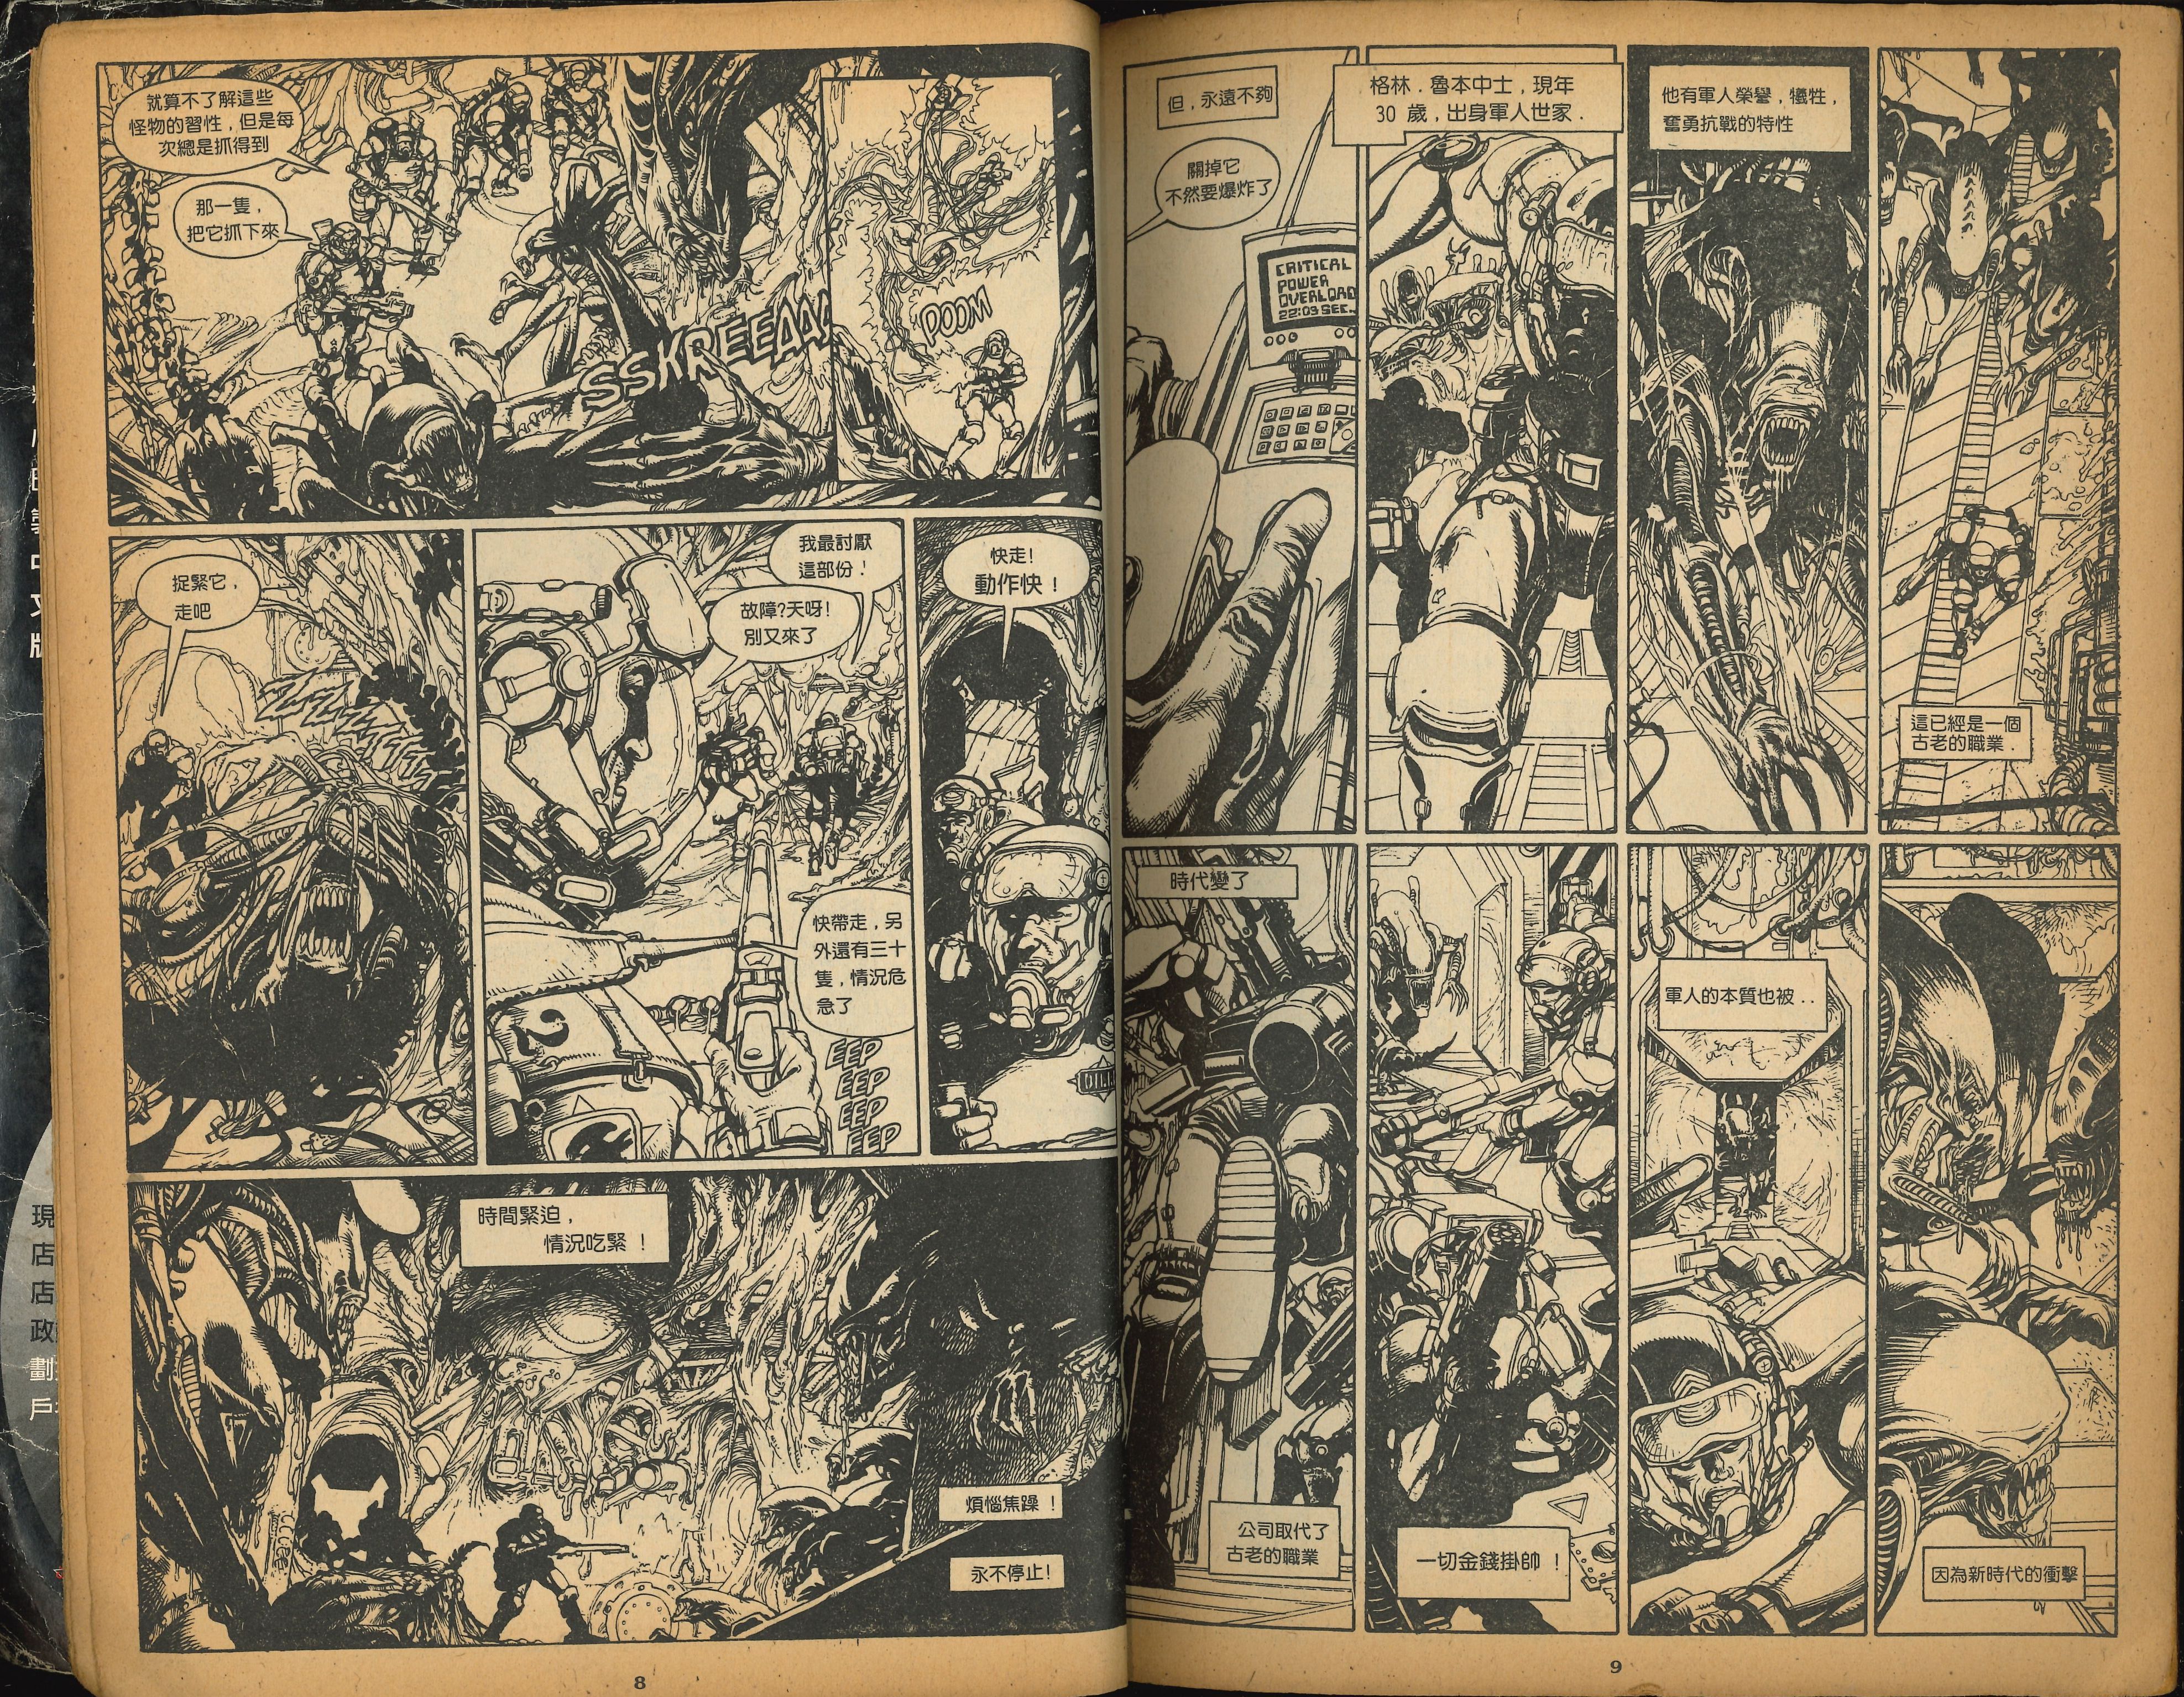 就算不了解這些
怪物的習性，但是每
次總是抓得到
那一隻，
把它抓下來
SSKREEAAA
POOM
捉緊它，
走吧
我最討厭
這部份！
故障？天呀！
別又來了
快帶走，另
外還有三十
隻，情況危
急了
2
EEP
EEP
EEP
EEP
快走！
動作快！
時間緊迫，
情況吃緊！
煩惱焦躁！
永不停止！
8
但，永遠不夠
關掉它
不然要爆炸了
CRITICAL
POWER
OVERLOAD
22:03 SEC.
格林．魯本中士，現年
30 歲，出身軍人世家．
他有軍人榮譽，犧牲，
奮勇抗戰的特性
這已經是一個
古老的職業．
時代變了
公司取代了
古老的職業
一切金錢掛帥！
軍人的本質也被．．
因為新時代的衝擊
9
現
店
店
政
劃
戶